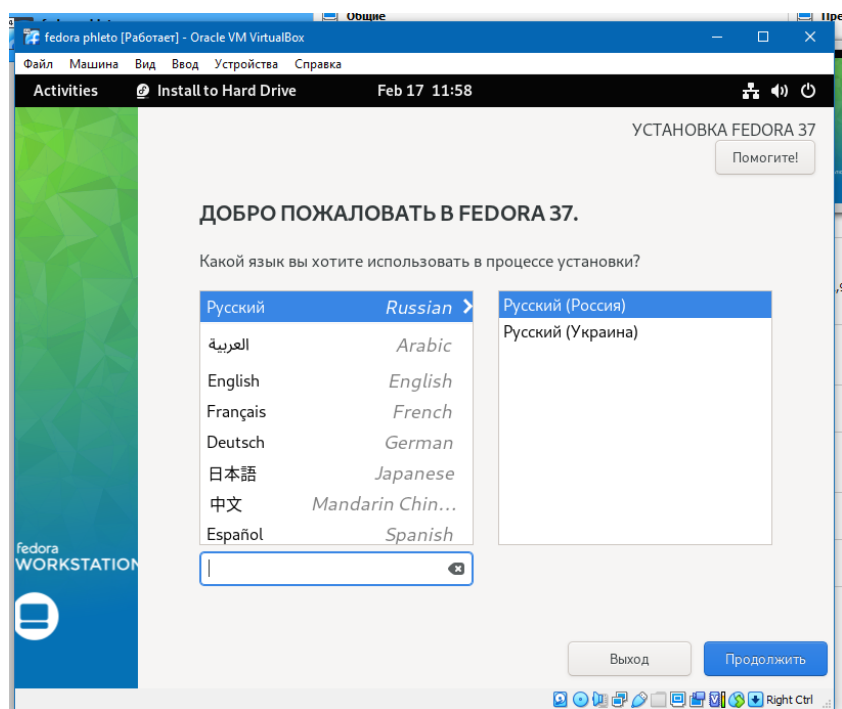 Общие
fedora phleto [Работает] - Oracle VM VirtualBox
Файл Машина Вид Ввод Устройства Справка
Activities Install to Hard Drive Feb 17 11:58
УСТАНОВКА FEDORA 37
Помогите!
ДОБРО ПОЖАЛОВАТЬ В FEDORA 37.
Какой язык вы хотите использовать в процессе установки?
Русский Russian
Русский (Россия)
Русский (Украина)
العربية Arabic
English English
Français French
Deutsch German
日本語 Japanese
中文 Mandarin Chin...
Español Spanish
fedora
WORKSTATION
Выход Продолжить
Right Ctrl